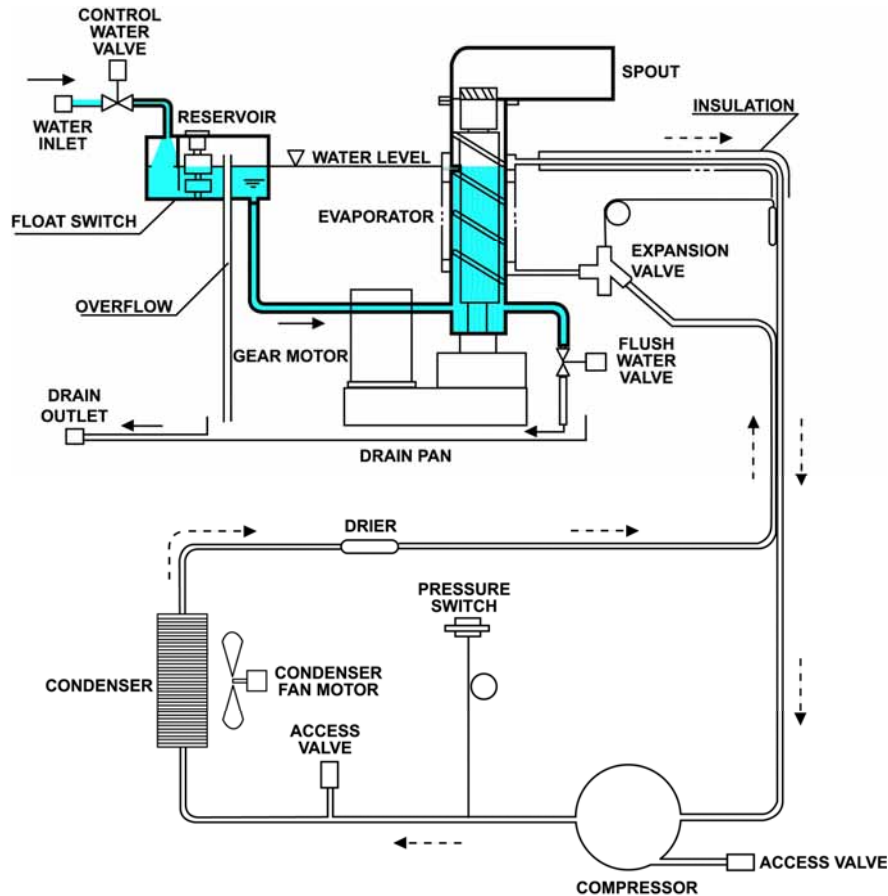 CONTROL
WATER
VALVE
SPOUT
INSULATION
RESERVOIR
WATER
INLET
WATER LEVEL
FLOAT SWITCH
EVAPORATOR
EXPANSION
VALVE
OVERFLOW
GEAR MOTOR
FLUSH
WATER
VALVE
DRAIN
OUTLET
DRAIN PAN
DRIER
PRESSURE
SWITCH
CONDENSER
CONDENSER
FAN MOTOR
ACCESS
VALVE
ACCESS VALVE
COMPRESSOR